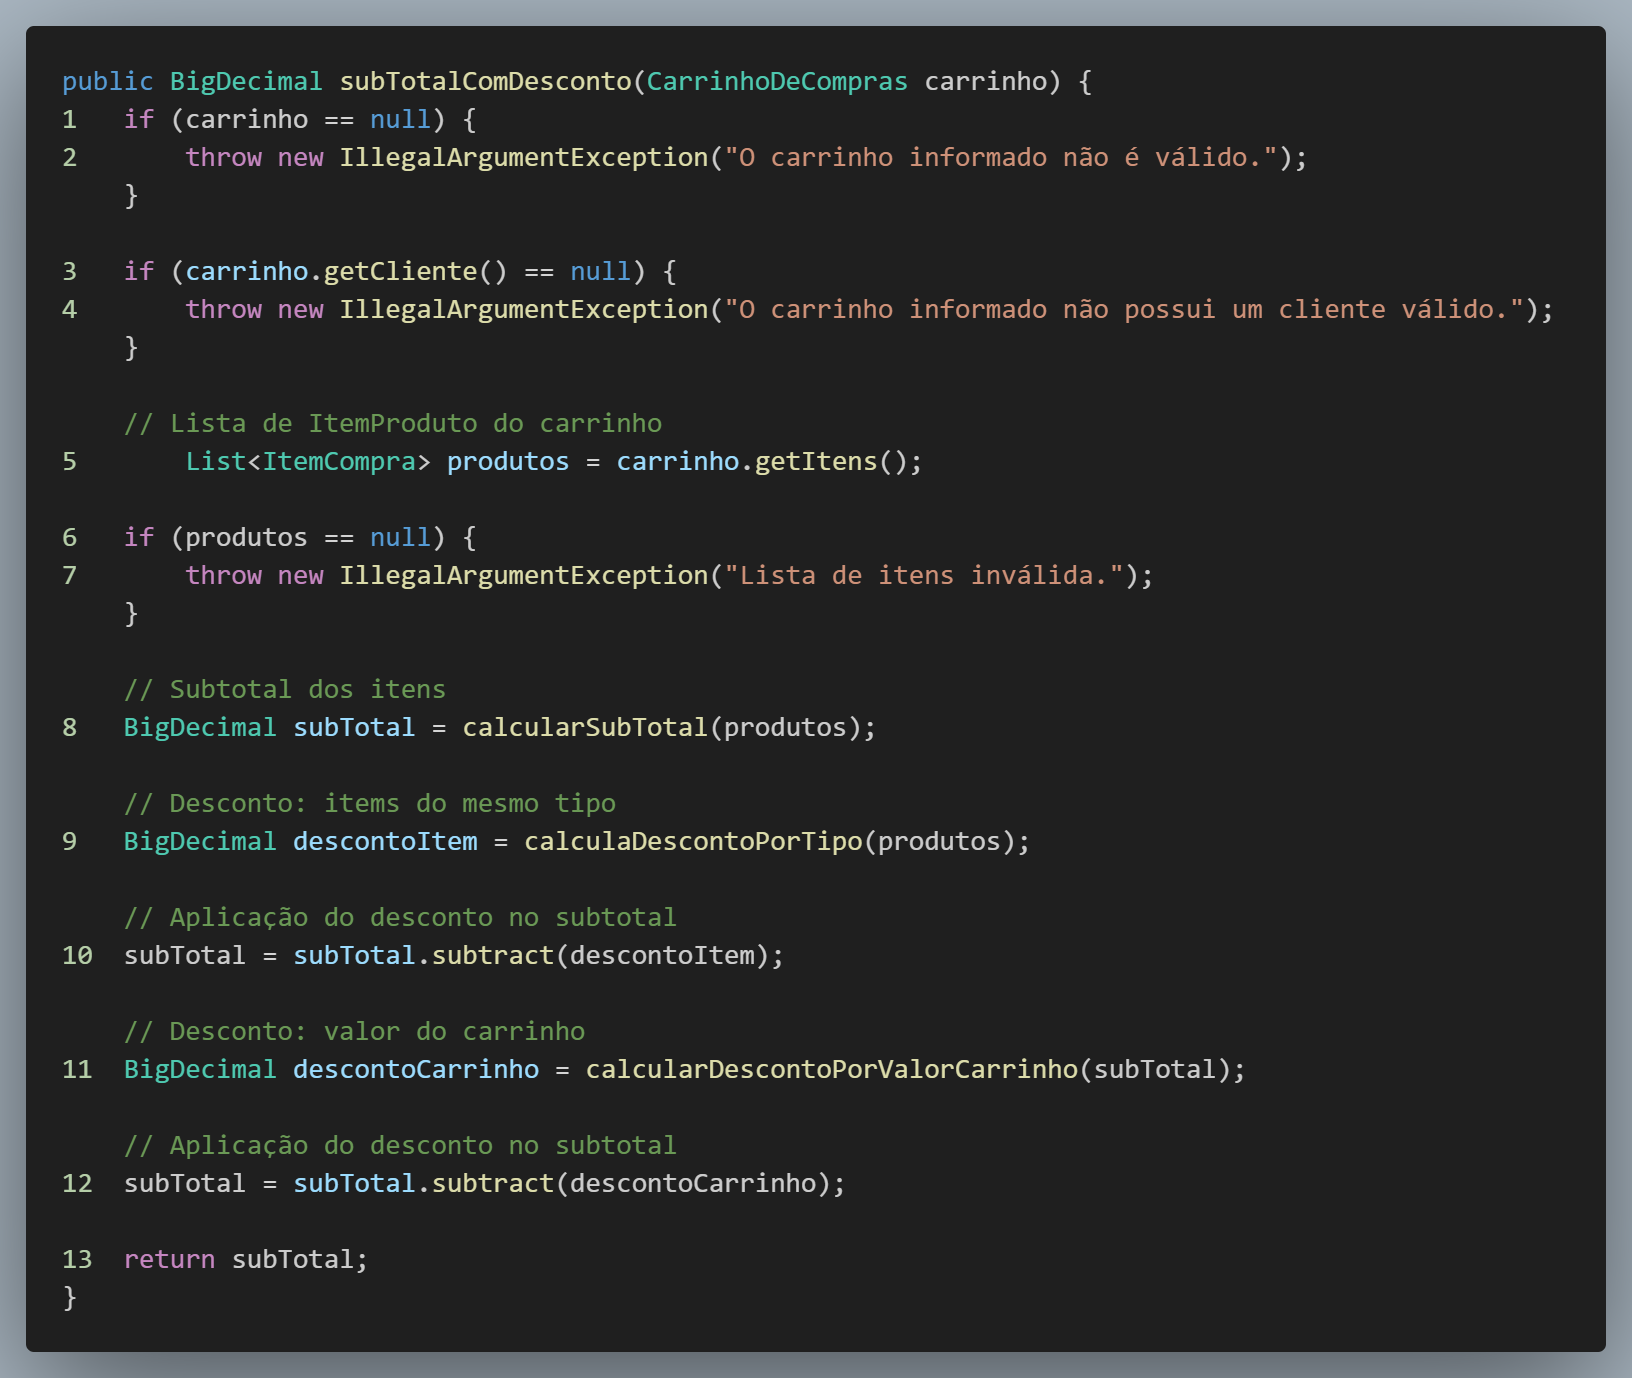 public BigDecimal subTotalComDesconto(CarrinhoDeCompras carrinho) {
1   if (carrinho == null) {
2       throw new IllegalArgumentException("O carrinho informado não é válido.");
    }
3   if (carrinho.getCliente() == null) {
4       throw new IllegalArgumentException("O carrinho informado não possui um cliente válido.");
    }
    // Lista de ItemProduto do carrinho
5       List<ItemCompra> produtos = carrinho.getItens();
6   if (produtos == null) {
7       throw new IllegalArgumentException("Lista de itens inválida.");
    }
    // Subtotal dos itens
8   BigDecimal subTotal = calcularSubTotal(produtos);
    // Desconto: items do mesmo tipo
9   BigDecimal descontoItem = calculaDescontoPorTipo(produtos);
    // Aplicação do desconto no subtotal
10  subTotal = subTotal.subtract(descontoItem);
    // Desconto: valor do carrinho
11  BigDecimal descontoCarrinho = calcularDescontoPorValorCarrinho(subTotal);
    // Aplicação do desconto no subtotal
12  subTotal = subTotal.subtract(descontoCarrinho);
13  return subTotal;
}